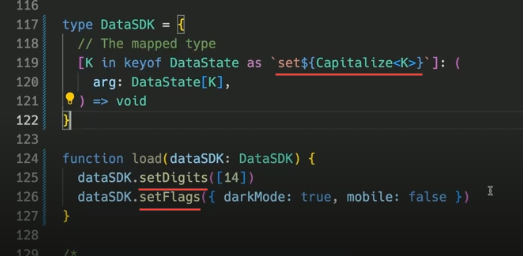 116
117 type DataSDK = {
118 // The mapped type
119 [K in keyof DataState as `set${Capitalize<K>}`]: (
120 arg: DataState[K],
121 ) => void
122 }
123
124 function load(dataSDK: DataSDK) {
125 dataSDK.setDigits([14])
126 dataSDK.setFlags({ darkMode: true, mobile: false })
127 }
128
129 /*